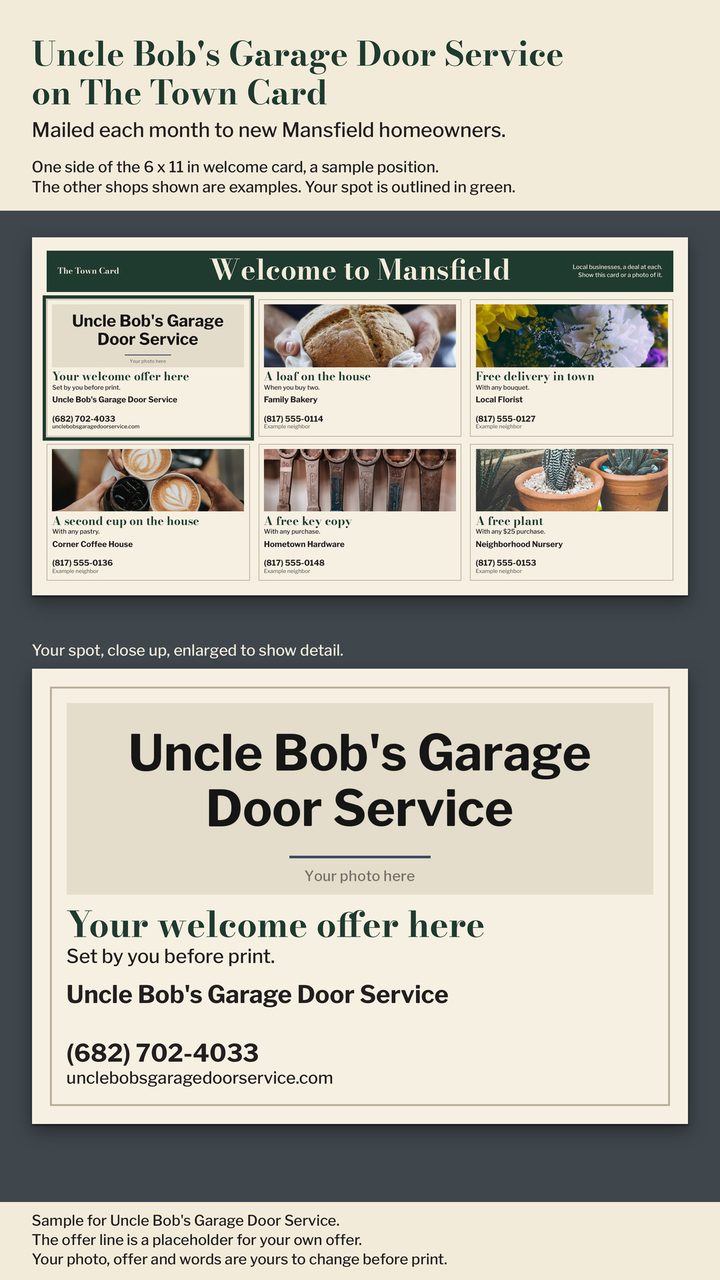 Uncle Bob's Garage Door Service
on The Town Card
Mailed each month to new Mansfield homeowners.
One side of the 6 x 11 in welcome card, a sample position.
The other shops shown are examples. Your spot is outlined in green.
The Town Card
Welcome to Mansfield
Local businesses, a deal at each.
Show this card or a photo of it.
Uncle Bob's Garage
Door Service
Your photo here
Your welcome offer here
Set by you before print.
Uncle Bob's Garage Door Service
(682) 702-4033
unclebobsgaragedoorservice.com
A loaf on the house
When you buy two.
Family Bakery
(817) 555-0114
Example neighbor
Free delivery in town
With any bouquet.
Local Florist
(817) 555-0127
Example neighbor
A second cup on the house
With any pastry.
Corner Coffee House
(817) 555-0136
Example neighbor
A free key copy
With any purchase.
Hometown Hardware
(817) 555-0148
Example neighbor
A free plant
With any $25 purchase.
Neighborhood Nursery
(817) 555-0153
Example neighbor
Your spot, close up, enlarged to show detail.
Uncle Bob's Garage
Door Service
Your photo here
Your welcome offer here
Set by you before print.
Uncle Bob's Garage Door Service
(682) 702-4033
unclebobsgaragedoorservice.com
Sample for Uncle Bob's Garage Door Service.
The offer line is a placeholder for your own offer.
Your photo, offer and words are yours to change before print.